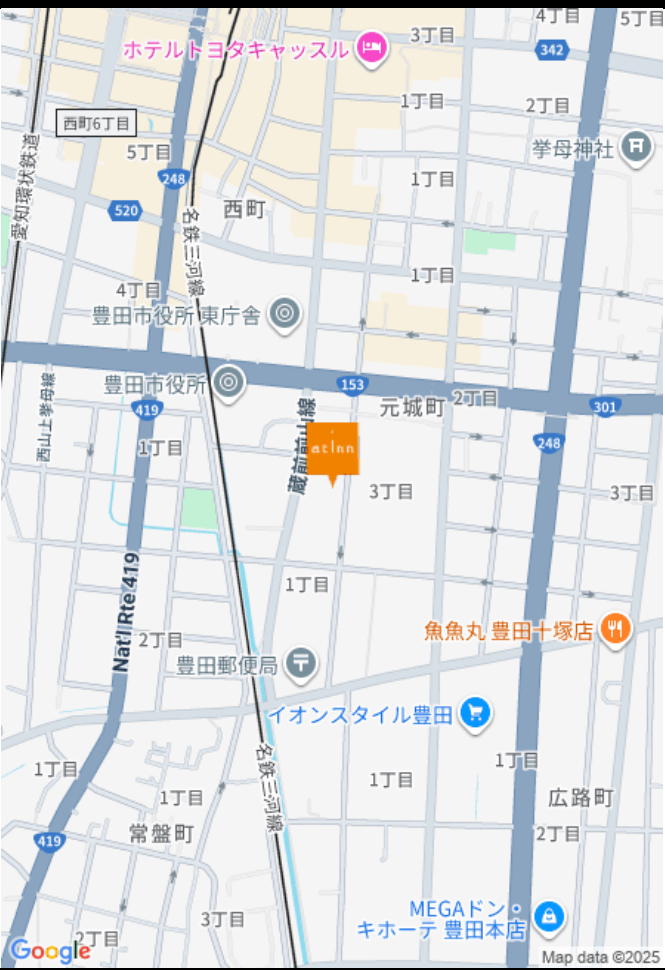 4丁目
5丁目
3丁目
ホテルトヨタキャッスル
342
1丁目
2丁目
西町6丁目
5丁目
挙母神社
愛知環状鉄道
248
1丁目
520
西町
名鉄三河線
1丁目
4丁目
豊田市役所 東庁舎
豊田市役所
153
西山上挙母線
419
蔵前前山線
元城町
2丁目
301
248
1丁目
at Inn
3丁目
3丁目
Nat'l Rte 419
1丁目
魚魚丸 豊田十塚店
2丁目
豊田郵便局
イオンスタイル豊田
名鉄三河線
1丁目
1丁目
1丁目
1丁目
広路町
常盤町
419
2丁目
3丁目
MEGAドン・
キホーテ 豊田本店
2丁目
Google
Map data ©2025